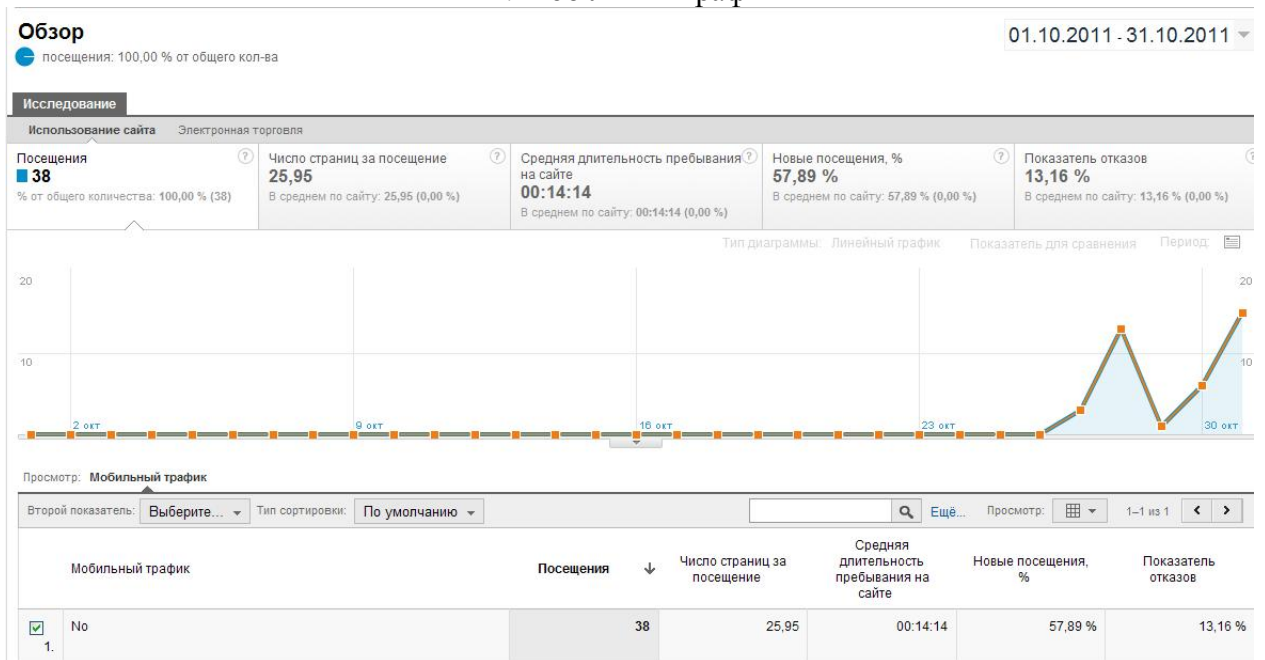 Обзор
01.10.2011 - 31.10.2011
посещения: 100,00 % от общего кол-ва
Исследование
Использование сайта Электронная торговля
Посещения
38
% от общего количества: 100,00 % (38)
Число страниц за посещение
25,95
В среднем по сайту: 25,95 (0,00 %)
Средняя длительность пребывания
на сайте
00:14:14
В среднем по сайту: 00:14:14 (0,00 %)
Новые посещения, %
57,89 %
В среднем по сайту: 57,89 % (0,00 %)
Показатель отказов
13,16 %
В среднем по сайту: 13,16 % (0,00 %)
Тип диаграммы: Линейный график Показатель для сравнения Период:
20 20
10 10
2 окт 9 окт 16 окт 23 окт 30 окт
Просмотр: Мобильный трафик
Второй показатель: Выберите... Тип сортировки: По умолчанию Ещё... Просмотр: 1–1 из 1
Мобильный трафик
Посещения
Число страниц за
посещение
Средняя
длительность
пребывания на
сайте
Новые посещения,
%
Показатель
отказов
No 38 25,95 00:14:14 57,89 % 13,16 %
1.